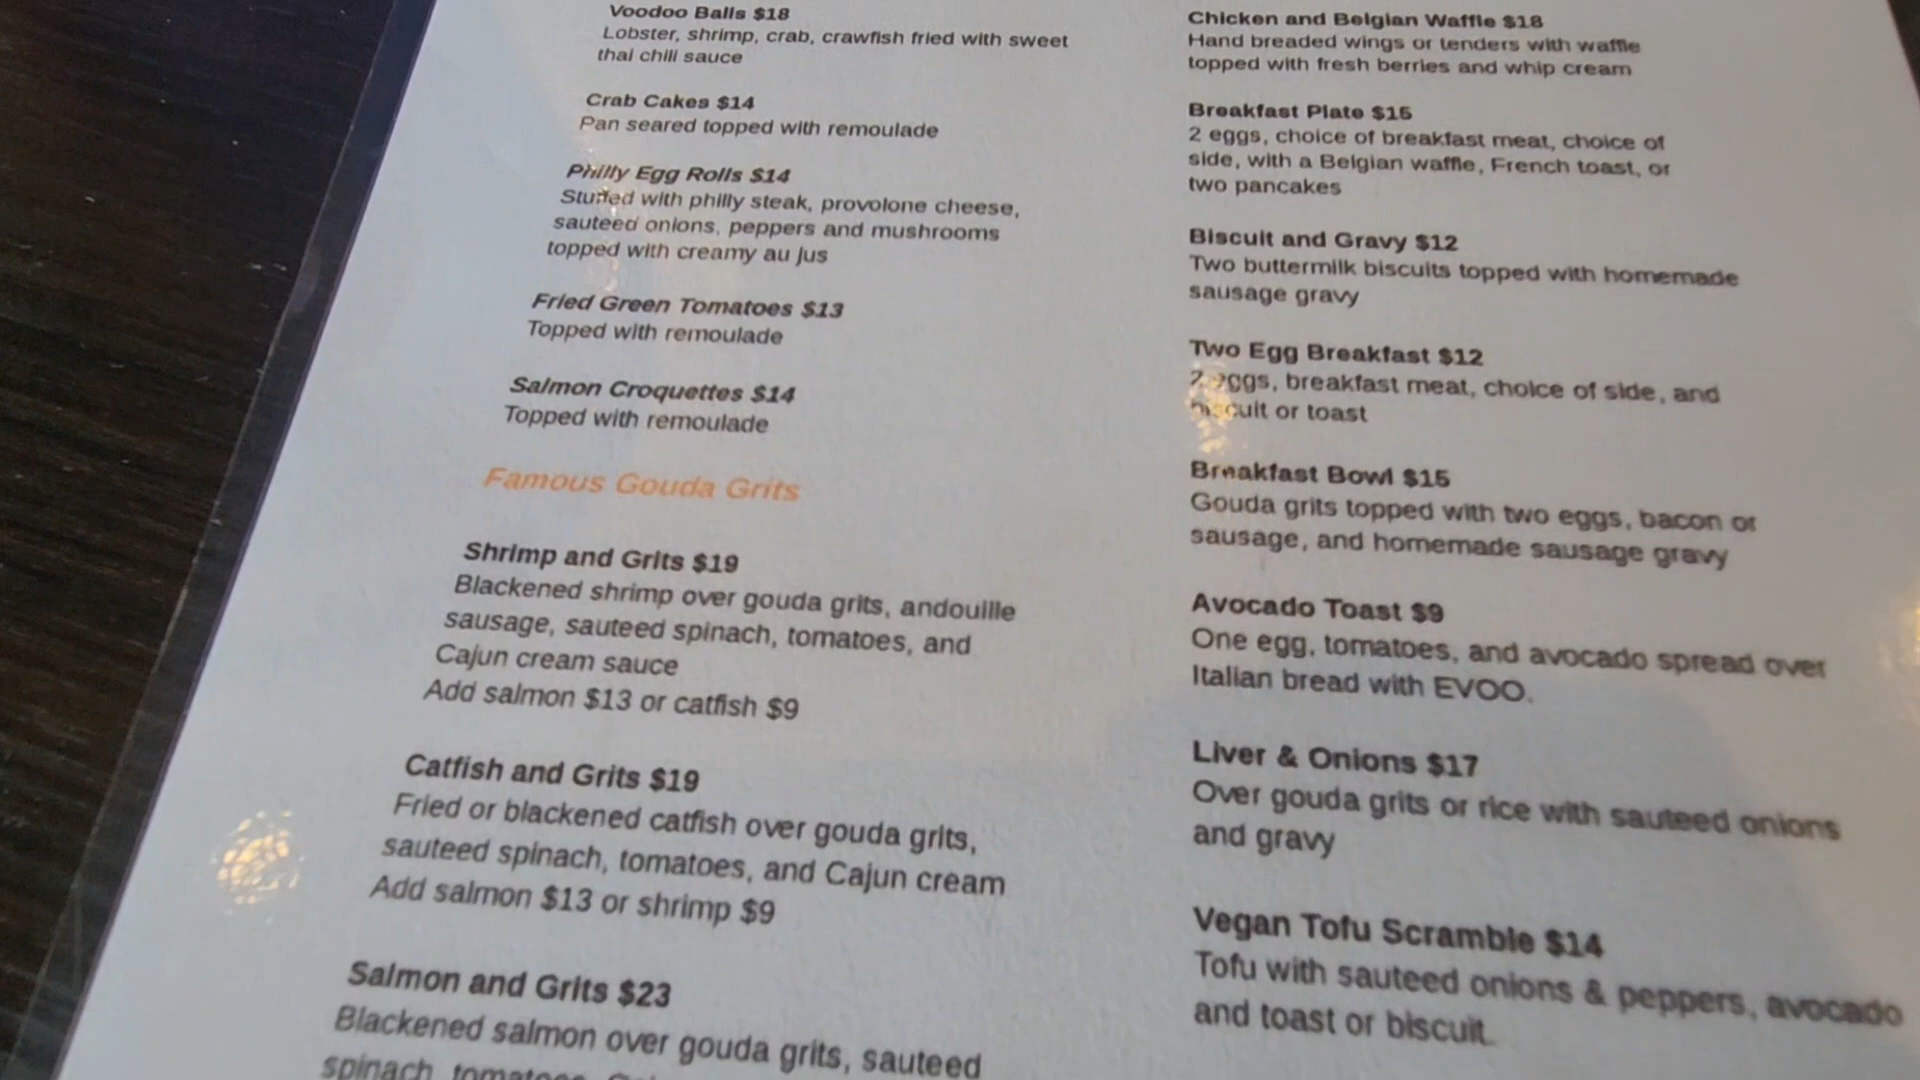 Voodoo Balls $18
Lobster, shrimp, crab, crawfish fried with sweet
thai chili sauce
Crab Cakes $14
Pan seared topped with remoulade
Philly Egg Rolls $14
Stuffed with philly steak, provolone cheese,
sauteed onions, peppers and mushrooms
topped with creamy au jus
Fried Green Tomatoes $13
Topped with remoulade
Salmon Croquettes $14
Topped with remoulade
Famous Gouda Grits
Shrimp and Grits $19
Blackened shrimp over gouda grits, andouille
sausage, sauteed spinach, tomatoes, and
Cajun cream sauce
Add salmon $13 or catfish $9
Catfish and Grits $19
Fried or blackened catfish over gouda grits,
sauteed spinach, tomatoes, and Cajun cream
Add salmon $13 or shrimp $9
Salmon and Grits $23
Blackened salmon over gouda grits, sauteed
spinach, tomatoes,
Chicken and Belgian Waffle $18
Hand breaded wings or tenders with waffle
topped with fresh berries and whip cream
Breakfast Plate $15
2 eggs, choice of breakfast meat, choice of
side, with a Belgian waffle, French toast, or
two pancakes
Biscuit and Gravy $12
Two buttermilk biscuits topped with homemade
sausage gravy
Two Egg Breakfast $12
2 eggs, breakfast meat, choice of side, and
biscuit or toast
Breakfast Bowl $15
Gouda grits topped with two eggs, bacon or
sausage, and homemade sausage gravy
Avocado Toast $9
One egg, tomatoes, and avocado spread over
Italian bread with EVOO.
Liver & Onions $17
Over gouda grits or rice with sauteed onions
and gravy
Vegan Tofu Scramble $14
Tofu with sauteed onions & peppers, avocado
and toast or biscuit.